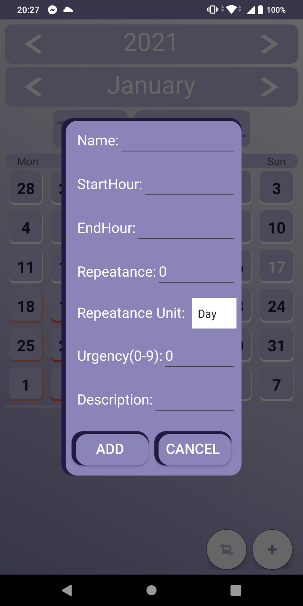 20:27 100%
2021
January
Mon Sun
28 3
4 10
11 17
18 24
25 31
1 7
Name:
StartHour:
EndHour:
Repeatance: 0
Repeatance Unit: Day
Urgency(0-9): 0
Description:
ADD CANCEL